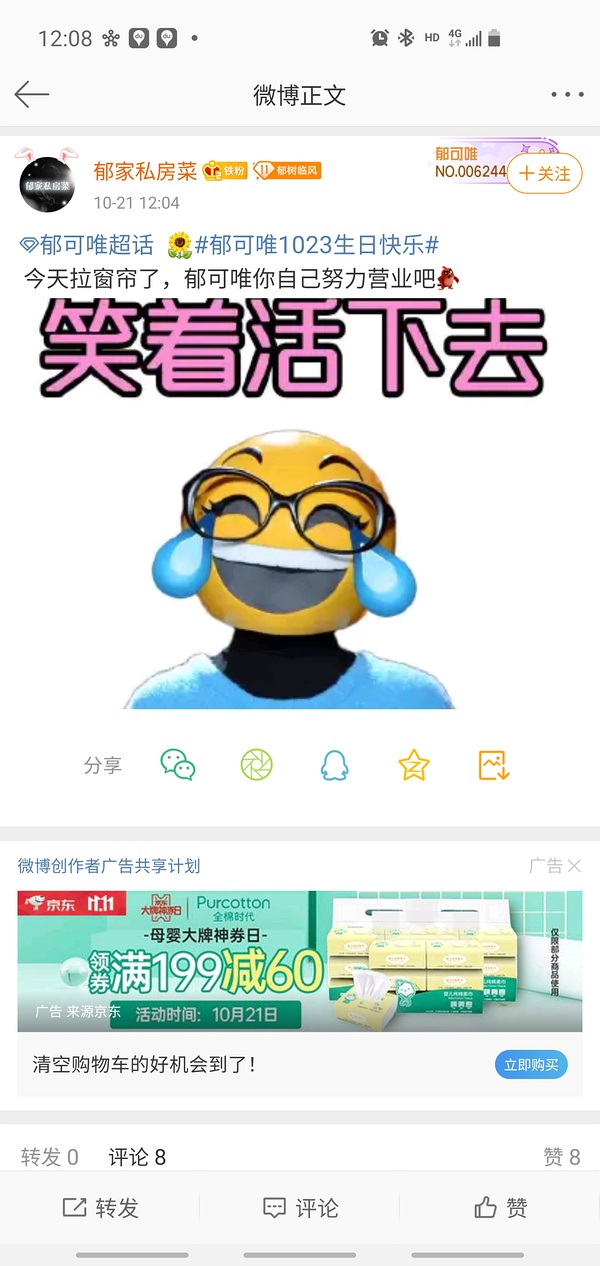 12:08
HD 4G
微博正文
郁家私房菜
郁家私房菜 铁粉 郁树临风
郁可唯
NO.006244
＋关注
10-21 12:04
郁可唯超话 #郁可唯1023生日快乐#
今天拉窗帘了，郁可唯你自己努力营业吧
笑着活下去
分享
微博创作者广告共享计划
广告
京东 11.11
京东
大牌神券日
Purcotton
全棉时代
-母婴大牌神券日-
领券满199减60
活动时间：10月21日
仅限部分商品使用
广告 来源京东
清空购物车的好机会到了！
立即购买
转发 0 评论 8
赞 8
转发
评论
赞